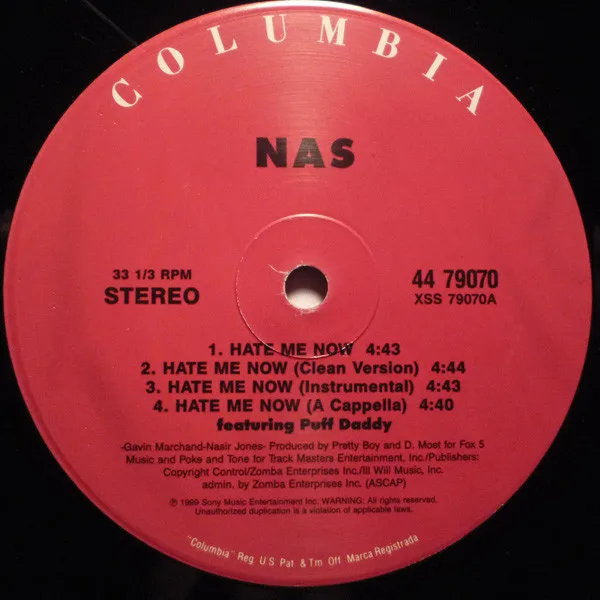 COLUMBIA
NAS
33 1/3 RPM
STEREO
44 79070
XSS 79070A
1. HATE ME NOW 4:43
2. HATE ME NOW (Clean Version) 4:44
3. HATE ME NOW (Instrumental) 4:43
4. HATE ME NOW (A Cappella) 4:40
featuring Puff Daddy
-Gavin Marchand-Nasir Jones- Produced by Pretty Boy and D. Moet for Fox 5
Music and Poke and Tone for Track Masters Entertainment, Inc./Publishers:
Copyright Control/Zomba Enterprises Inc./Ill Will Music, Inc.
admin. by Zomba Enterprises Inc. (ASCAP)
℗ 1999 Sony Music Entertainment Inc. WARNING: All rights reserved.
Unauthorized duplication is a violation of applicable laws.
"Columbia" Reg. U.S. Pat. & Tm. Off. Marca Registrada